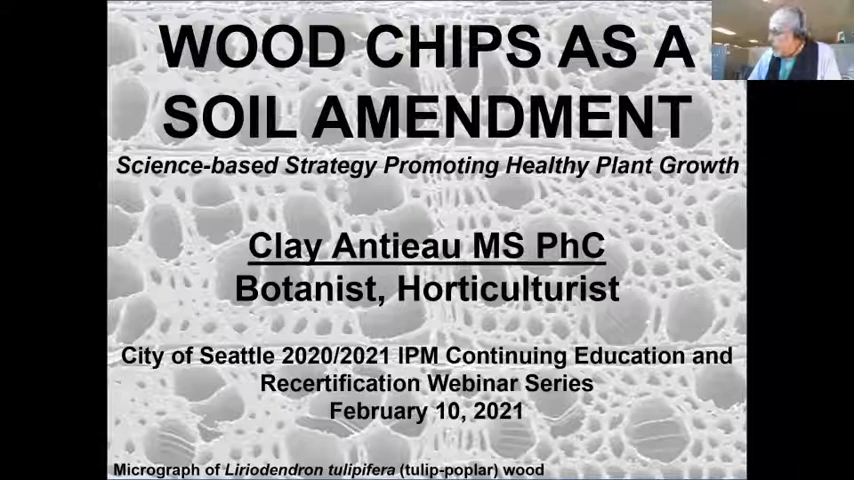 WOOD CHIPS AS A
SOIL AMENDMENT
Science-based Strategy Promoting Healthy Plant Growth
Clay Antieau MS PhC
Botanist, Horticulturist
City of Seattle 2020/2021 IPM Continuing Education and
Recertification Webinar Series
February 10, 2021
Micrograph of Liriodendron tulipifera (tulip-poplar) wood